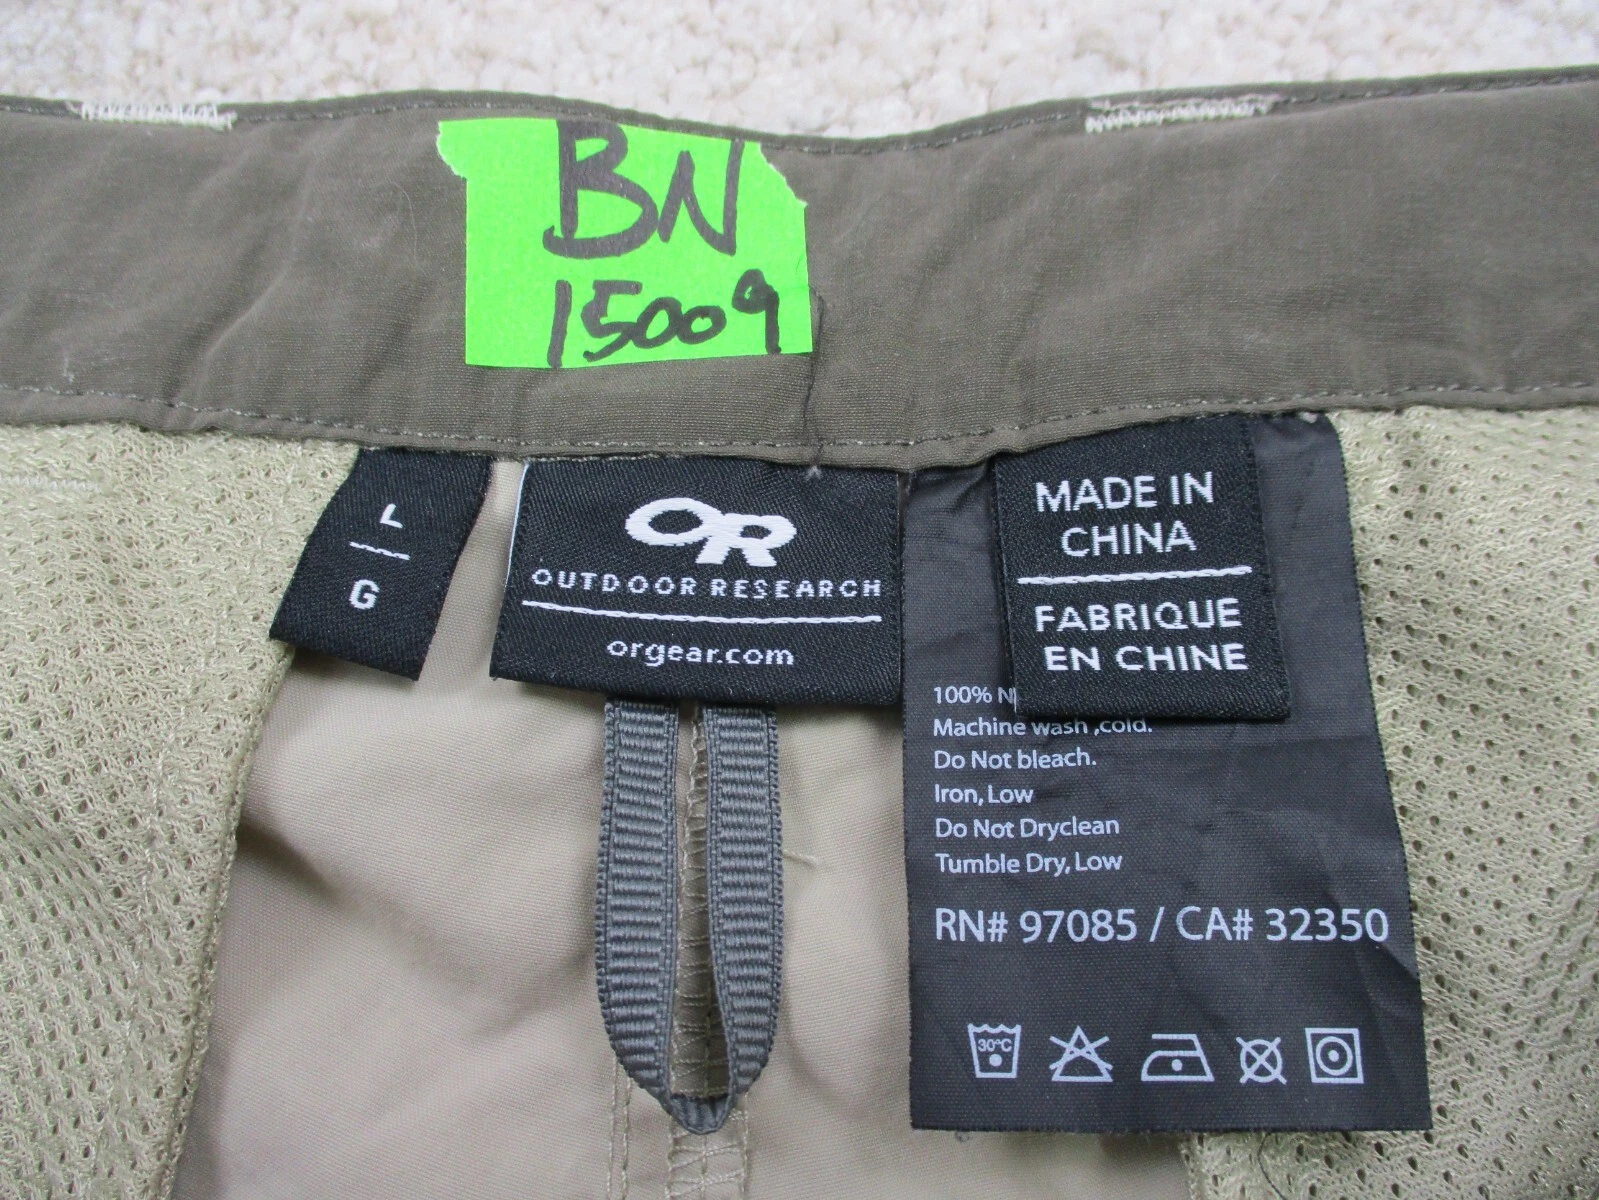 BN
15009
L
G
OR
OUTDOOR RESEARCH
orgear.com
MADE IN
CHINA
FABRIQUE
EN CHINE
100%
Machine wash ,cold.
Do Not bleach.
Iron, Low
Do Not Dryclean
Tumble Dry, Low
RN# 97085 / CA# 32350
30°C